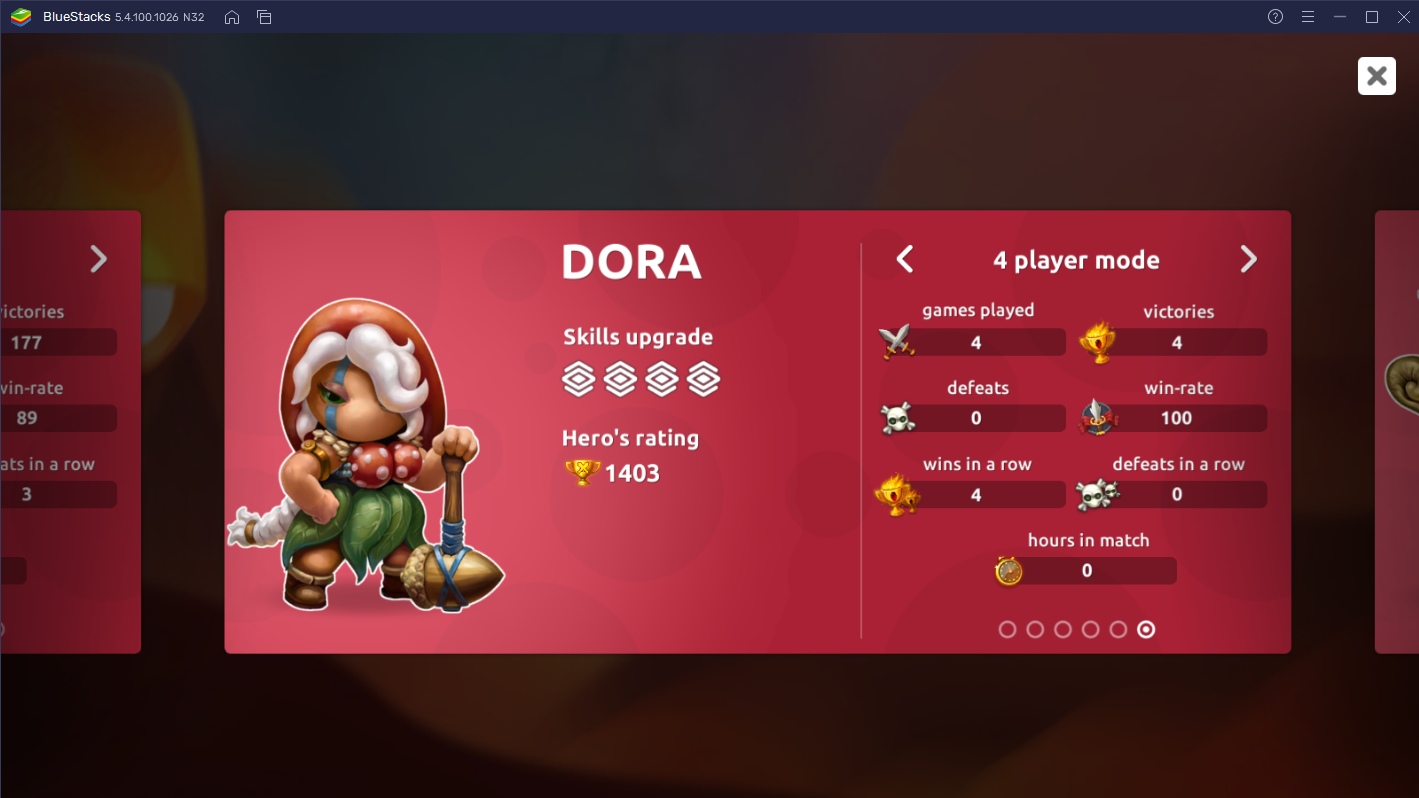 BlueStacks 5.4.100.1026 N32
victories
177
win-rate
89
ats in a row
3
DORA
Skills upgrade
Hero's rating
1403
4 player mode
games played
4
victories
4
defeats
0
win-rate
100
wins in a row
4
defeats in a row
0
hours in match
0